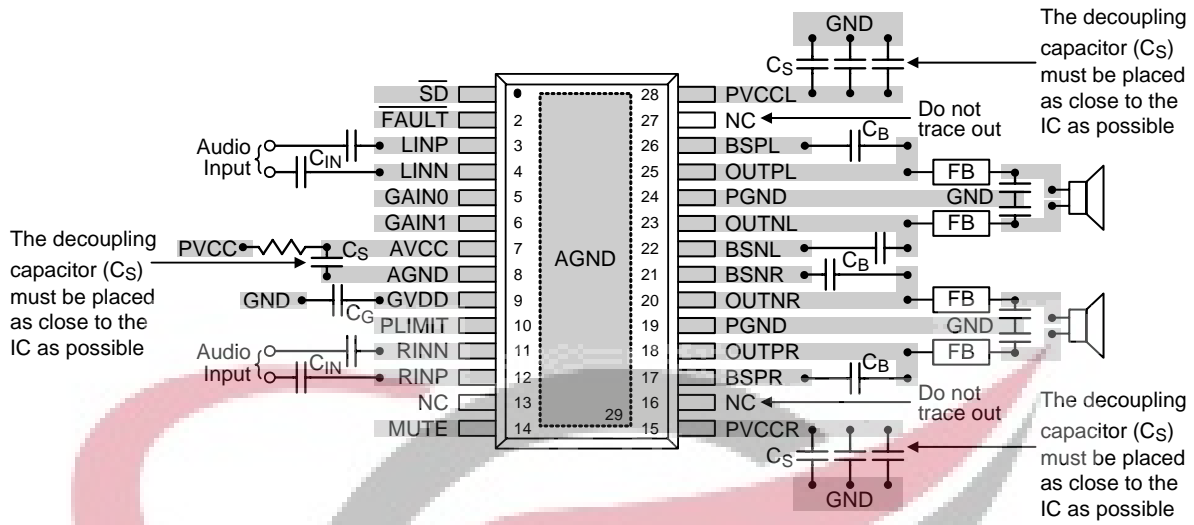 GND
The decoupling
capacitor (CS)
must be placed
as close to the
IC as possible
CS
SD
28
PVCCL
FAULT
2
27
NC
Do not
trace out
Audio
Input
CIN
LINP
3
26
BSPL
CB
LINN
4
25
OUTPL
FB
GAIN0
5
24
PGND
GND
GAIN1
6
23
OUTNL
FB
The decoupling
capacitor (CS)
must be placed
as close to the
IC as possible
PVCC
CS
AVCC
7
AGND
22
BSNL
CB
AGND
8
21
BSNR
GND
CG
GVDD
9
20
OUTNR
FB
PLIMIT
10
19
PGND
GND
Audio
Input
CIN
RINN
11
18
OUTPR
FB
RINP
12
17
BSPR
CB
NC
13
16
NC
Do not
trace out
MUTE
14
29
15
PVCCR
CS
GND
The decoupling
capacitor (CS)
must be placed
as close to the
IC as possible